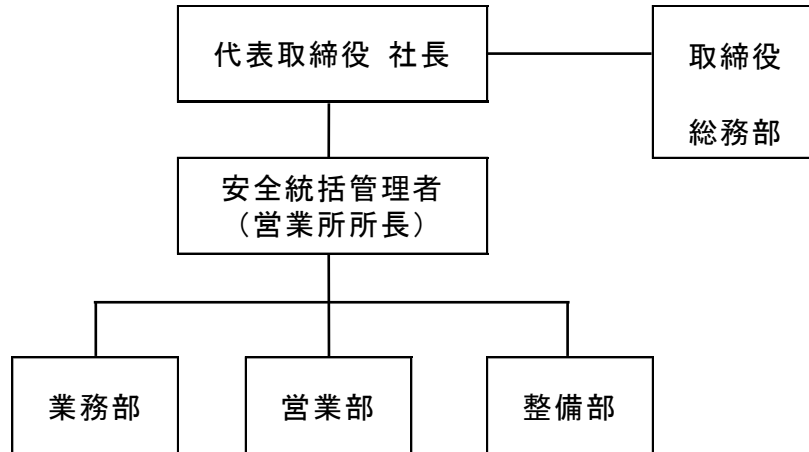 代表取締役 社長
取締役
総務部
安全統括管理者
（営業所所長）
業務部
営業部
整備部